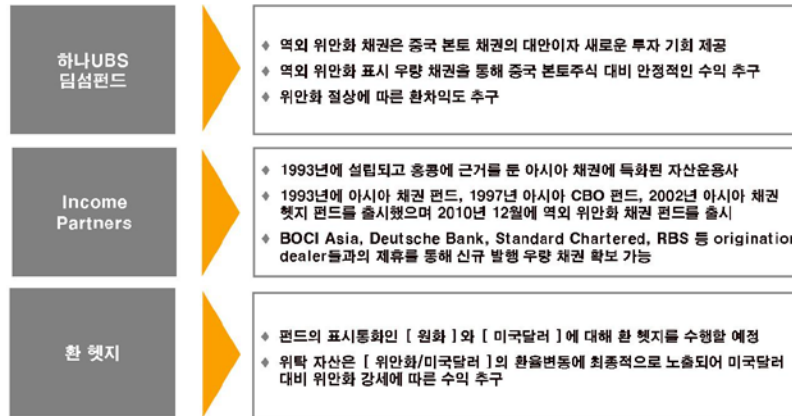 하나UBS
딤섬펀드
◆ 역외 위안화 채권은 중국 본토 채권의 대안이자 새로운 투자 기회 제공
◆ 역외 위안화 표시 우량 채권을 통해 중국 본토주식 대비 안정적인 수익 추구
◆ 위안화 절상에 따른 환차익도 추구
Income
Partners
◆ 1993년에 설립되고 홍콩에 근거를 둔 아시아 채권에 특화된 자산운용사
◆ 1993년에 아시아 채권 펀드, 1997년 아시아 CBO 펀드, 2002년 아시아 채권
헷지 펀드를 출시했으며 2010년 12월에 역외 위안화 채권 펀드를 출시
◆ BOCI Asia, Deutsche Bank, Standard Chartered, RBS 등 origination
dealer들과의 제휴를 통해 신규 발행 우량 채권 확보 가능
환 헷지
◆ 펀드의 표시통화인 [ 원화 ]와 [ 미국달러 ]에 대해 환 헷지를 수행할 예정
◆ 위탁 자산은 [ 위안화/미국달러 ]의 환율변동에 최종적으로 노출되어 미국달러
대비 위안화 강세에 따른 수익 추구